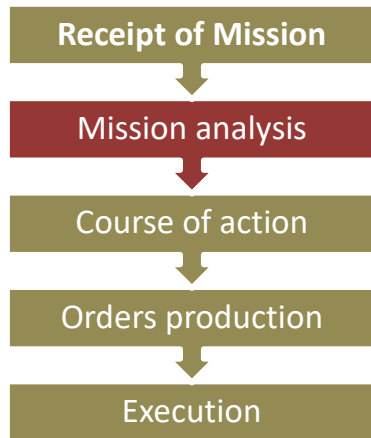 Receipt of Mission
Mission analysis
Course of action
Orders production
Execution